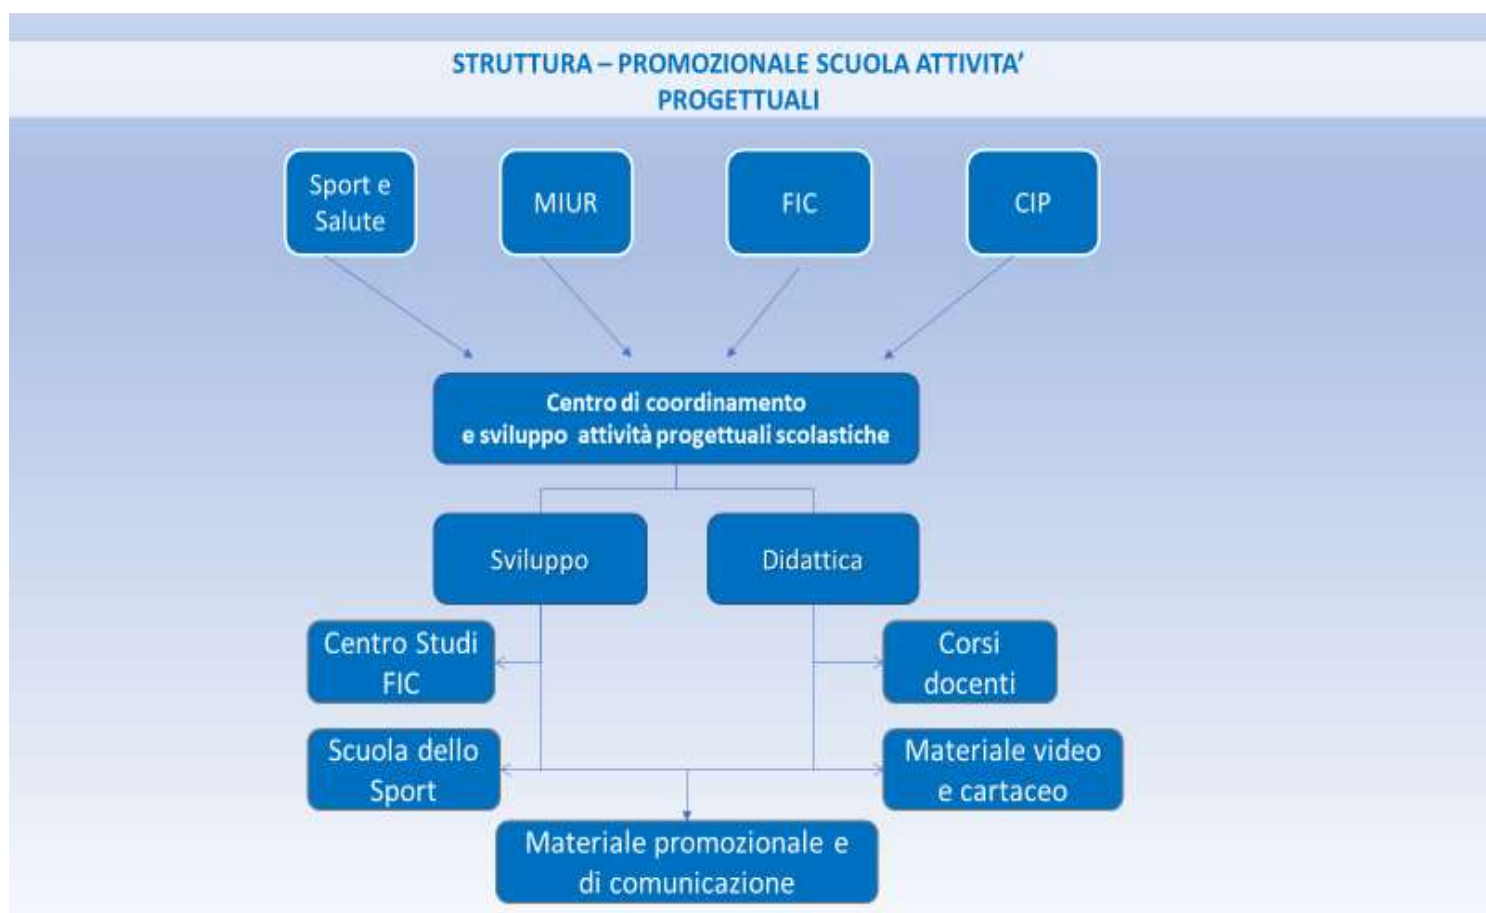 STRUTTURA – PROMOZIONALE SCUOLA ATTIVITA'
PROGETTUALI
Sport e
Salute
MIUR
FIC
CIP
Centro di coordinamento
e sviluppo attività progettuali scolastiche
Sviluppo
Didattica
Centro Studi
FIC
Corsi
docenti
Scuola dello
Sport
Materiale video
e cartaceo
Materiale promozionale e
di comunicazione